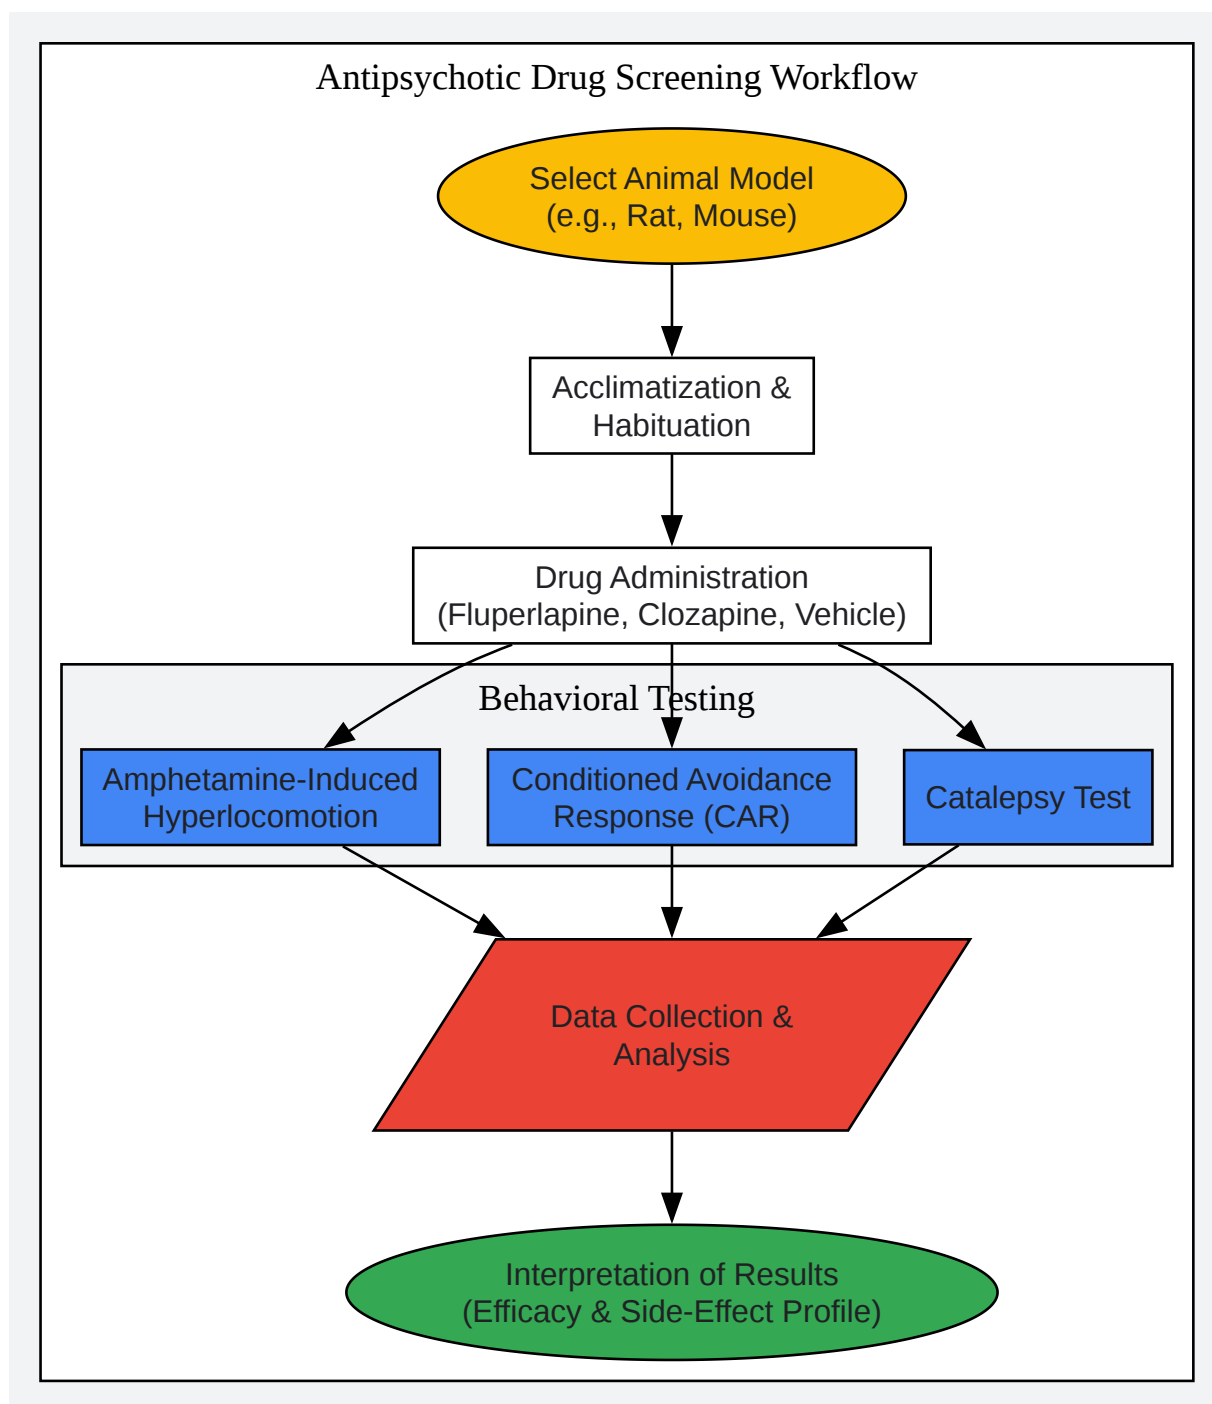 Antipsychotic Drug Screening Workflow
Select Animal Model
(e.g., Rat, Mouse)
Acclimatization &
Habituation
Drug Administration
(Fluperlapine, Clozapine, Vehicle)
Behavioral Testing
Amphetamine-Induced
Hyperlocomotion
Conditioned Avoidance
Response (CAR)
Catalepsy Test
Data Collection &
Analysis
Interpretation of Results
(Efficacy & Side-Effect Profile)